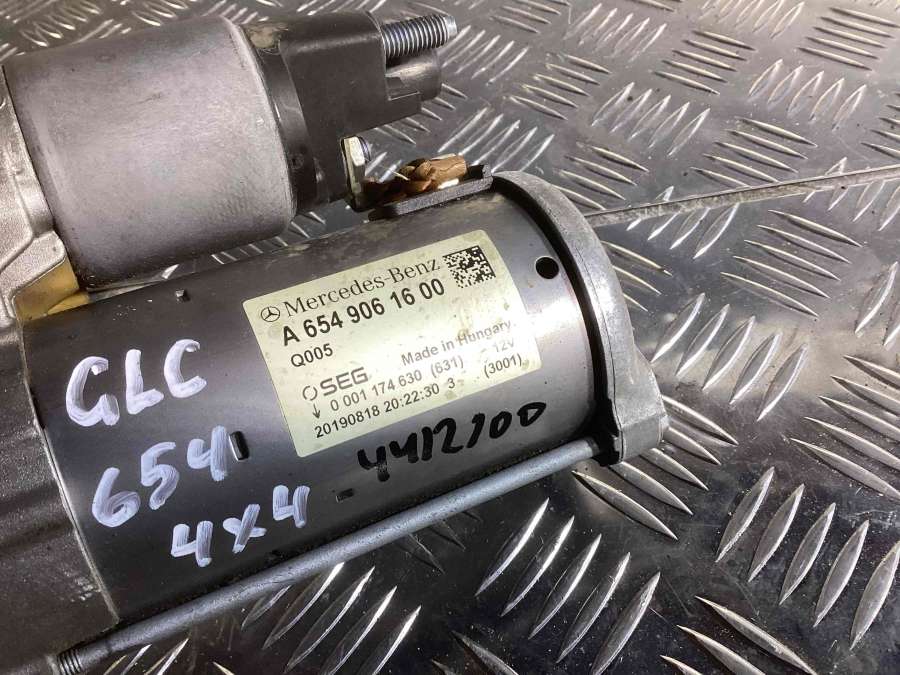 Mercedes-Benz
A 654 906 16 00
Q005
Made in Hungary
SEG 12V
0 001 174 630 (631)
20190818 20:22:30 3 (3001)
GLC
654
4x4
4412100